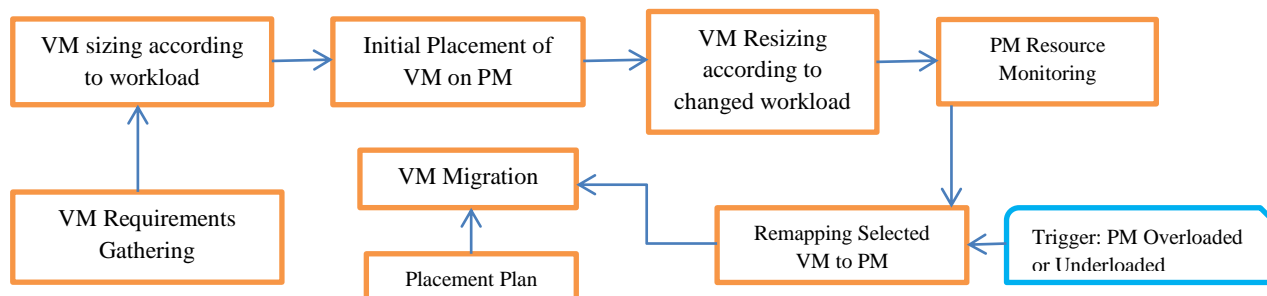 VM sizing according
to workload
Initial Placement of
VM on PM
VM Resizing
according to
changed workload
PM Resource
Monitoring
VM Migration
VM Requirements
Gathering
Placement Plan
Remapping Selected
VM to PM
Trigger: PM Overloaded
or Underloaded